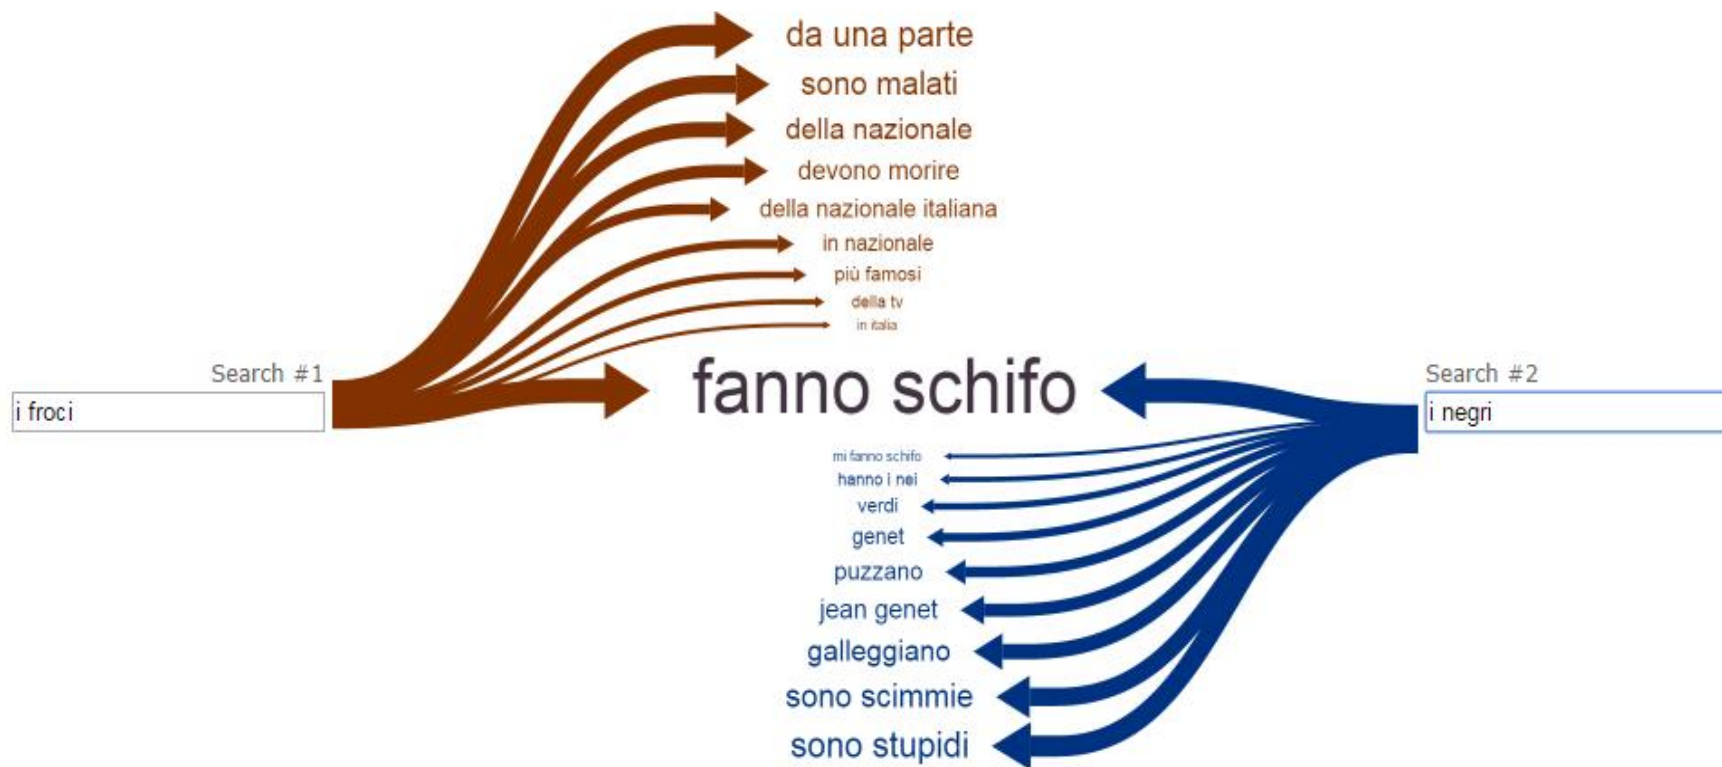 da una parte
sono malati
della nazionale
devono morire
della nazionale italiana
in nazionale
più famosi
della tv
in italia
Search #1
i froci
fanno schifo
Search #2
i negri
mi fanno schifo
hanno i nei
verdi
genet
puzzano
jean genet
galleggiano
sono scimmie
sono stupidi